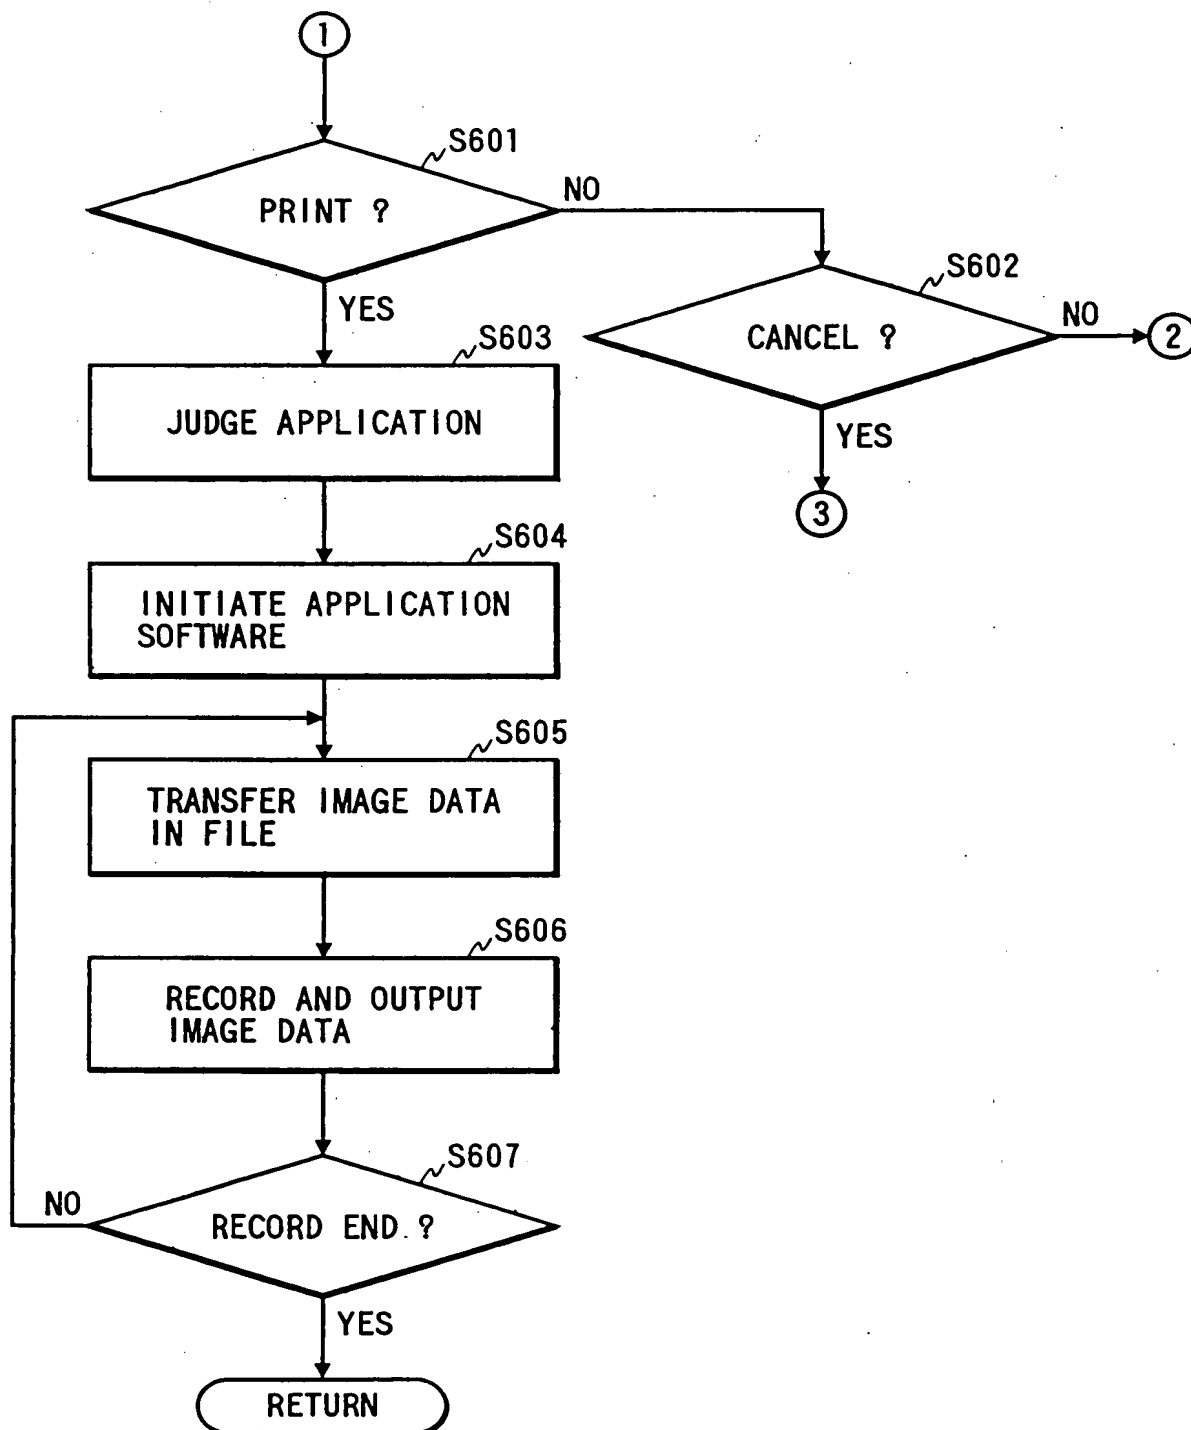 1
S601
PRINT ?
NO
YES
S602
CANCEL ?
NO
2
YES
3
S603
JUDGE APPLICATION
S604
INITIATE APPLICATION
SOFTWARE
S605
TRANSFER IMAGE DATA
IN FILE
S606
RECORD AND OUTPUT
IMAGE DATA
S607
RECORD END ?
NO
YES
RETURN